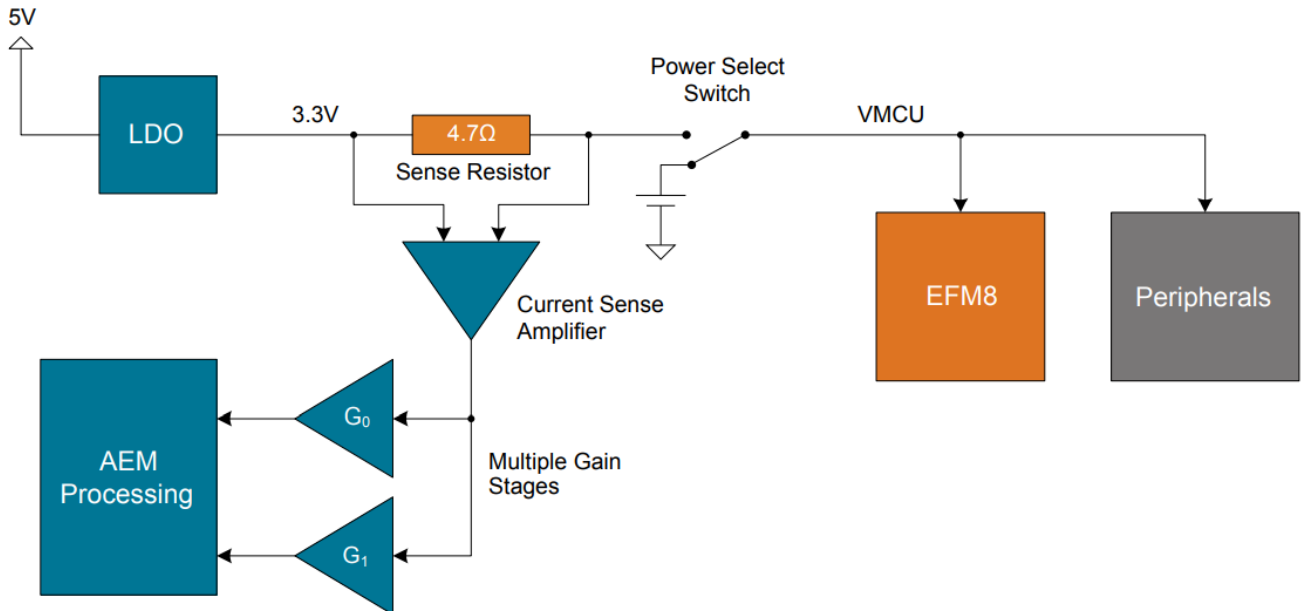 5V
LDO
3.3V
4.7Ω
Sense Resistor
Power Select
Switch
VMCU
EFM8
Peripherals
Current Sense
Amplifier
G₀
AEM
Processing
Multiple Gain
Stages
G₁